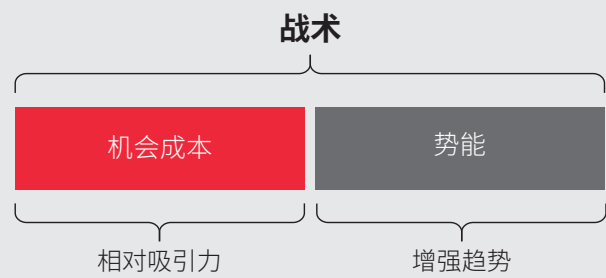 战术
机会成本
势能
相对吸引力
增强趋势